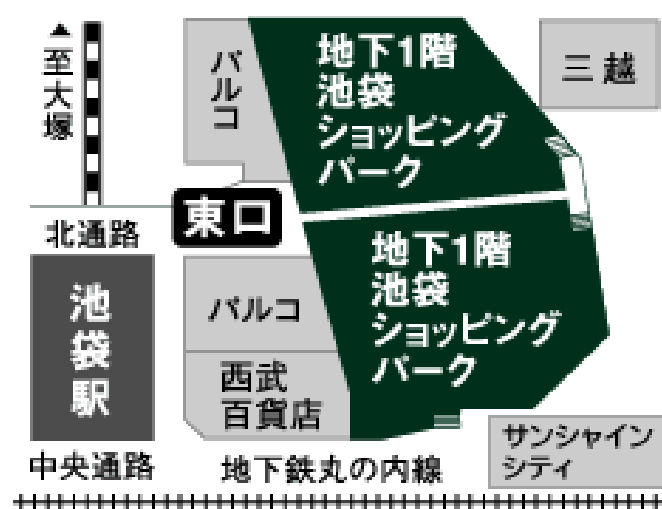 ▲至大塚
パルコ
地下1階
池袋
ショッピング
パーク
三越
東口
北通路
地下1階
池袋
ショッピング
パーク
池袋駅
パルコ
西武
百貨店
サンシャイン
シティ
中央通路
地下鉄丸の内線